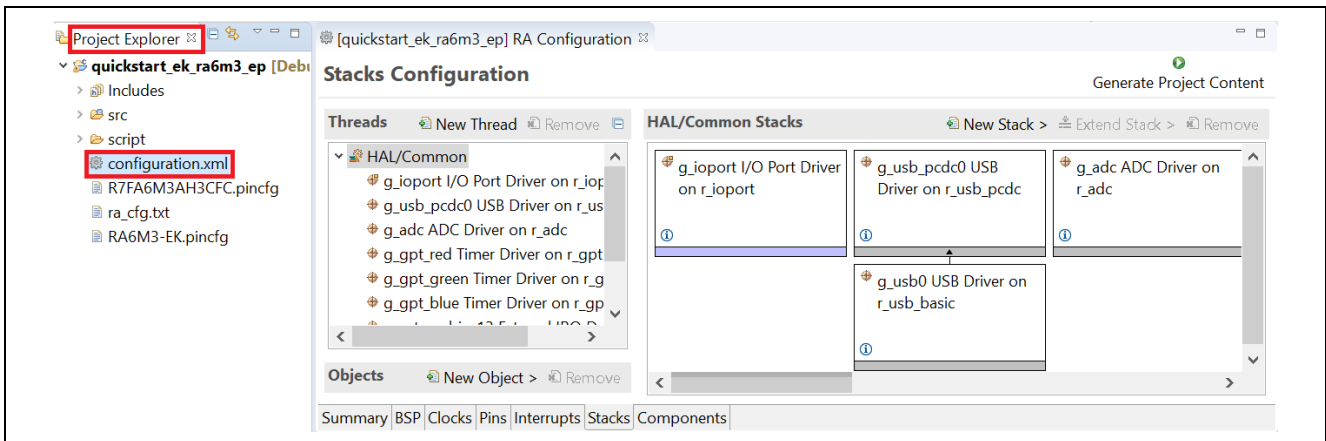 Project Explorer
[quickstart_ek_ra6m3_ep] RA Configuration
quickstart_ek_ra6m3_ep [Debu
Includes
src
script
configuration.xml
R7FA6M3AH3CFC.pincfg
ra_cfg.txt
RA6M3-EK.pincfg
Stacks Configuration
Generate Project Content
Threads
New Thread
Remove
HAL/Common
g_ioport I/O Port Driver on r_iop
g_usb_pcdc0 USB Driver on r_us
g_adc ADC Driver on r_adc
g_gpt_red Timer Driver on r_gpt
g_gpt_green Timer Driver on r_g
g_gpt_blue Timer Driver on r_gp
Objects
New Object >
Remove
HAL/Common Stacks
New Stack >
Extend Stack >
Remove
g_ioport I/O Port Driver
on r_ioport
g_usb_pcdc0 USB
Driver on r_usb_pcdc
g_adc ADC Driver on
r_adc
g_usb0 USB Driver on
r_usb_basic
Summary BSP Clocks Pins Interrupts Stacks Components